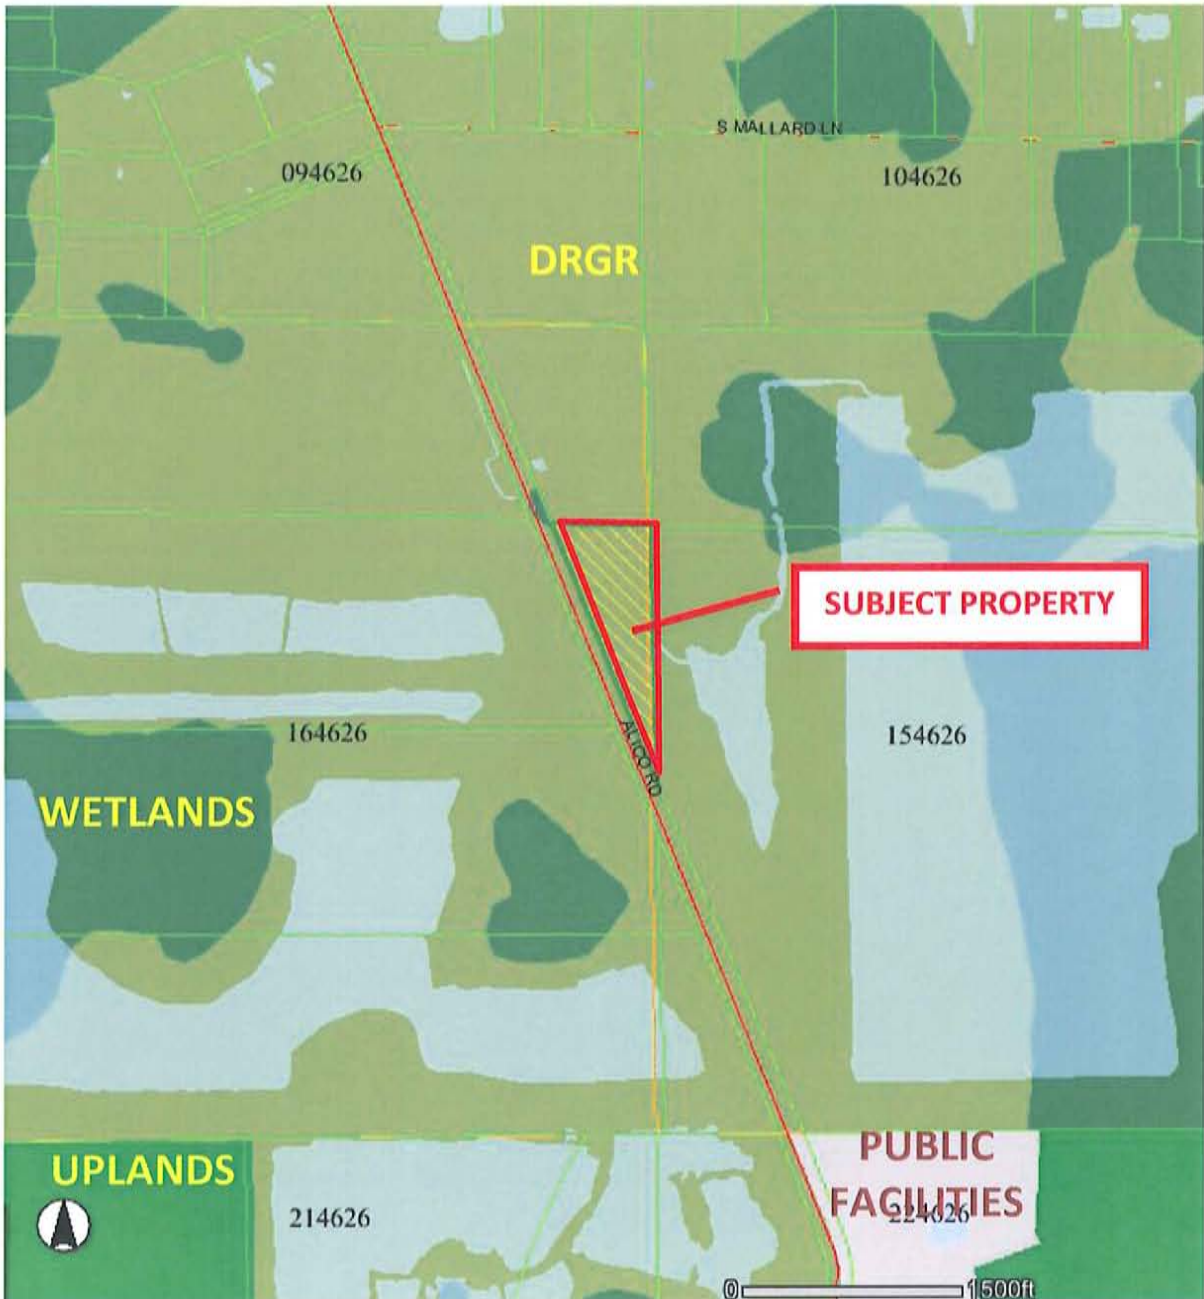 S MALLARD LN
094626
104626
DRGR
SUBJECT PROPERTY
ALICO RD
164626
154626
WETLANDS
UPLANDS
PUBLIC
FACILITIES
214626
224626
0
1500ft